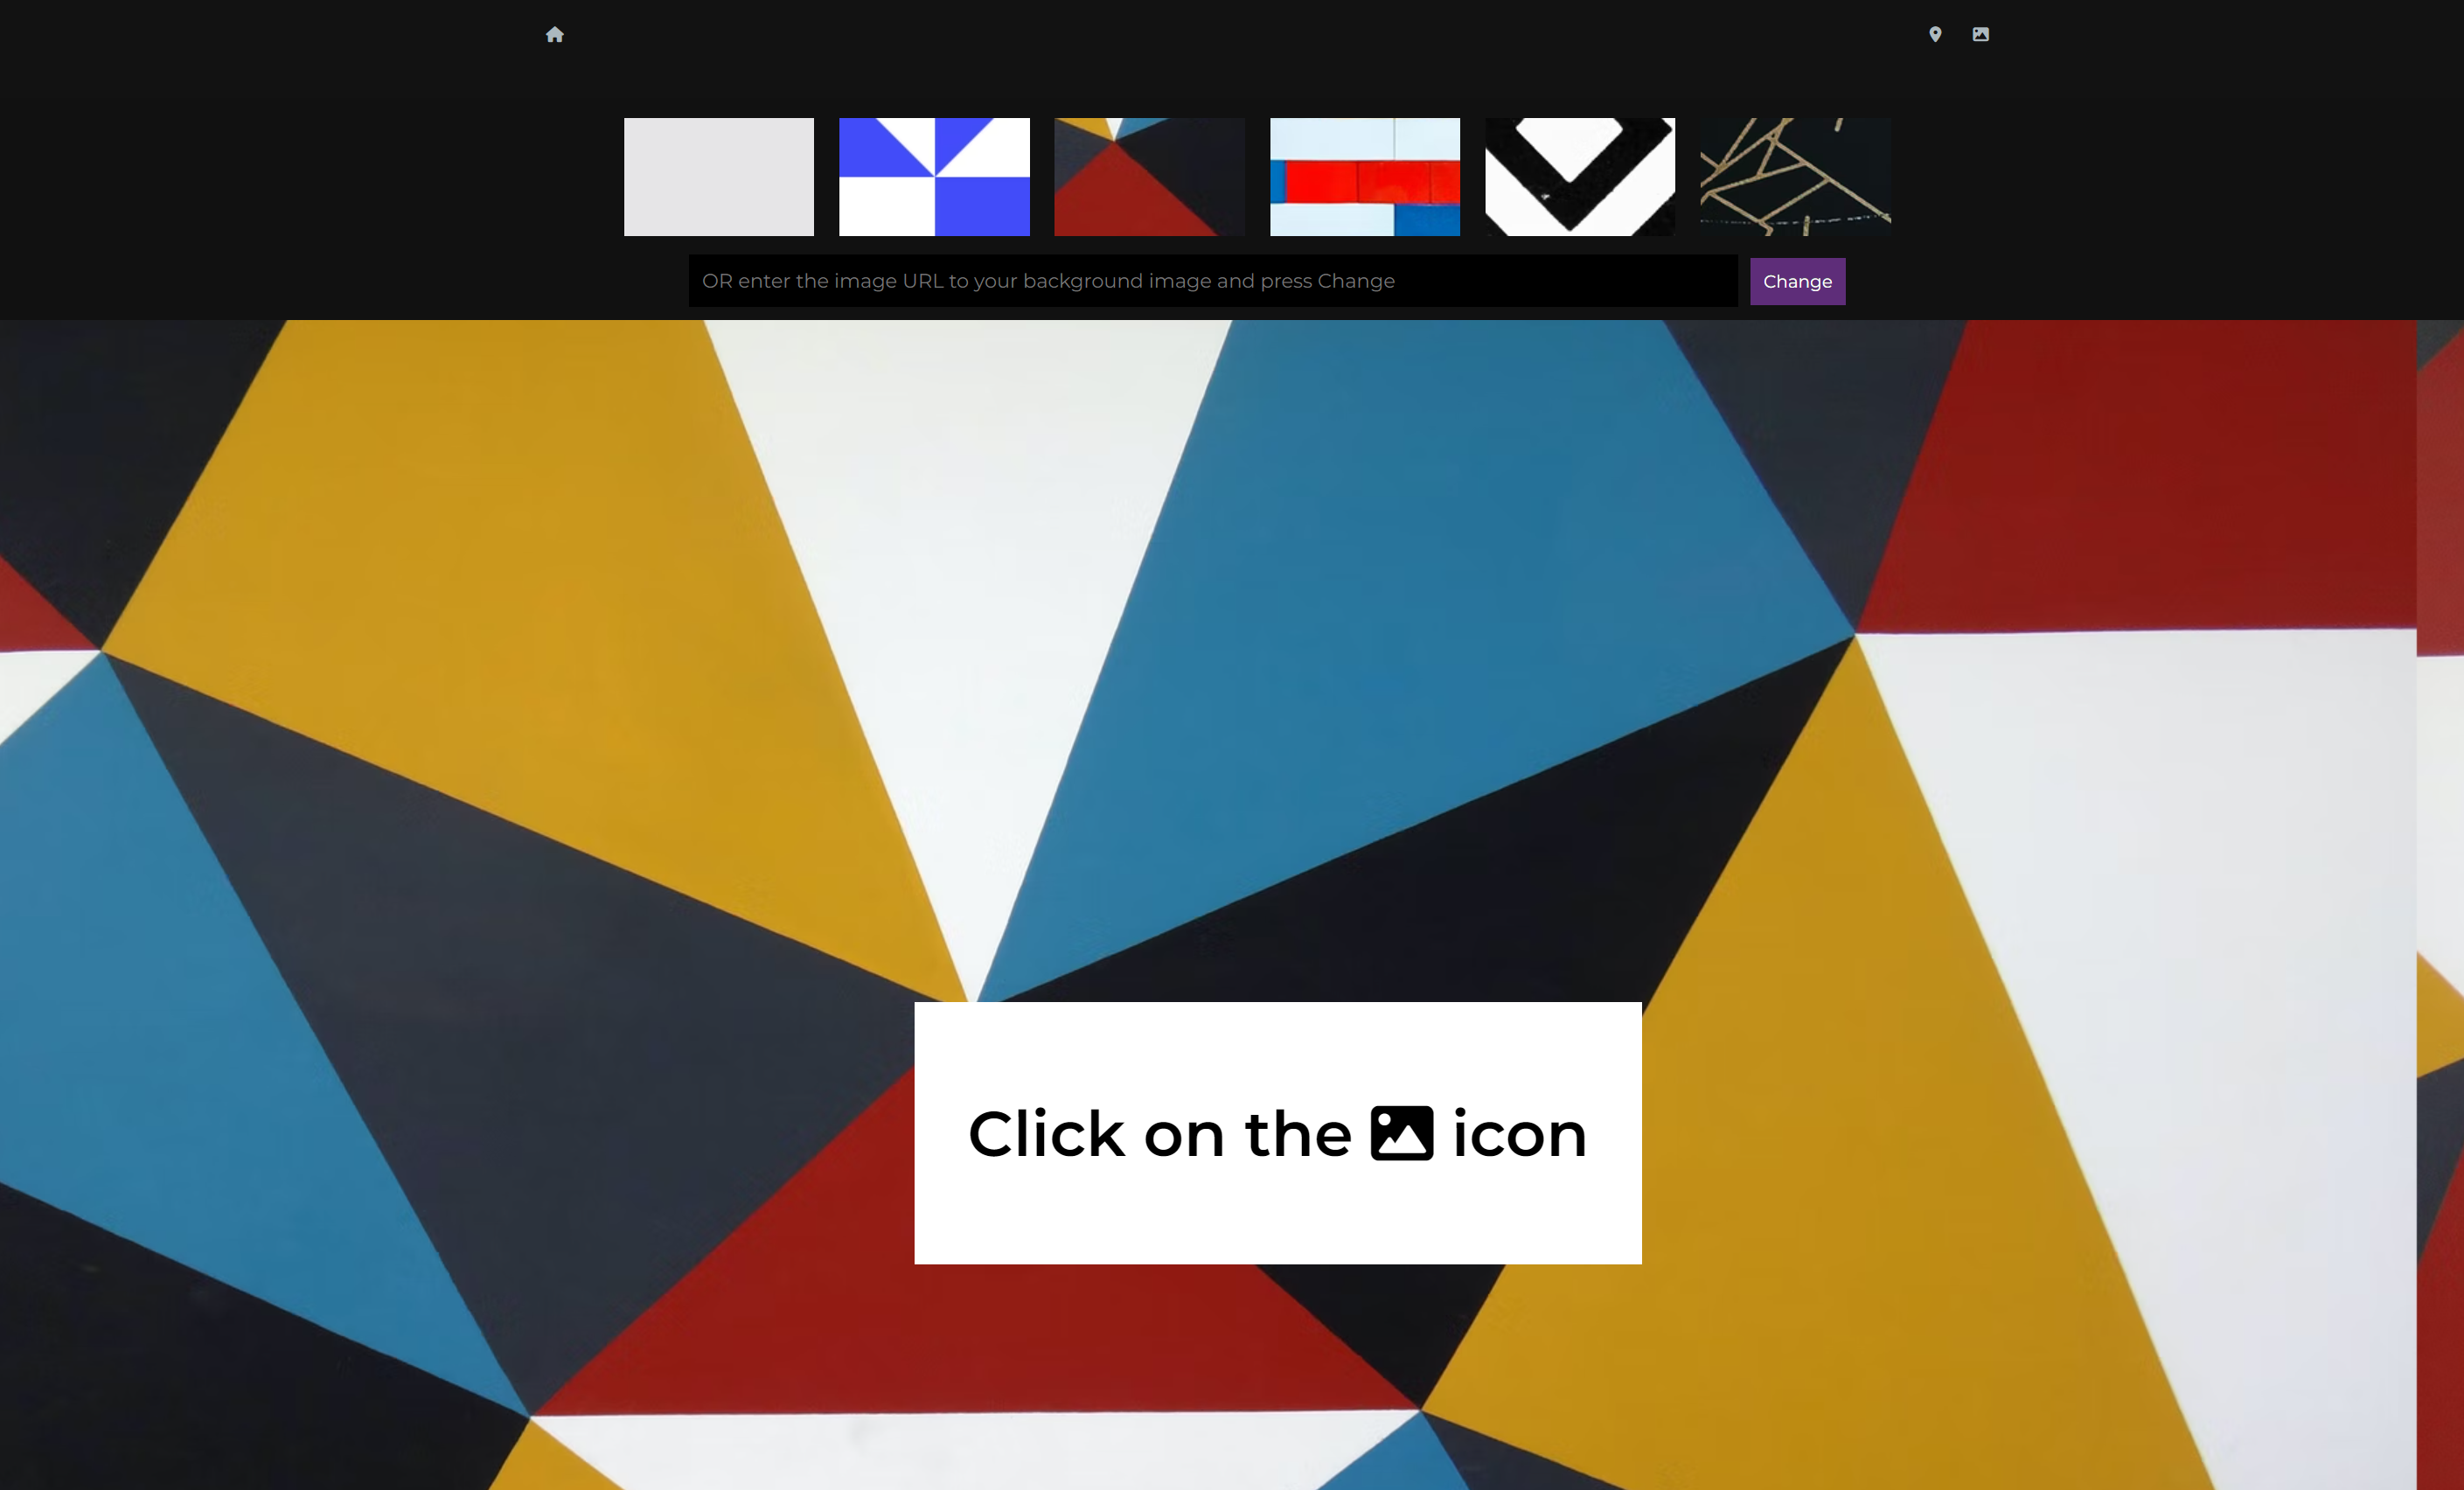 OR enter the image URL to your background image and press Change
Change
Click on the icon